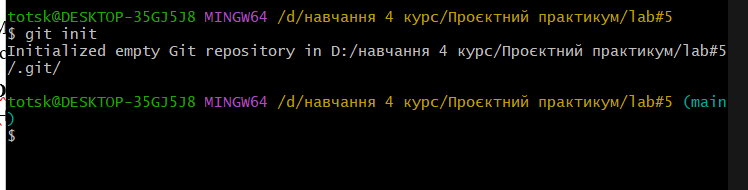 totsk@DESKTOP-35GJ5J8 MINGW64 /d/навчання 4 курс/Проєктний практикум/lab#5
$ git init
Initialized empty Git repository in D:/навчання 4 курс/Проєктний практикум/lab#5
/.git/
totsk@DESKTOP-35GJ5J8 MINGW64 /d/навчання 4 курс/Проєктний практикум/lab#5 (main
)
$